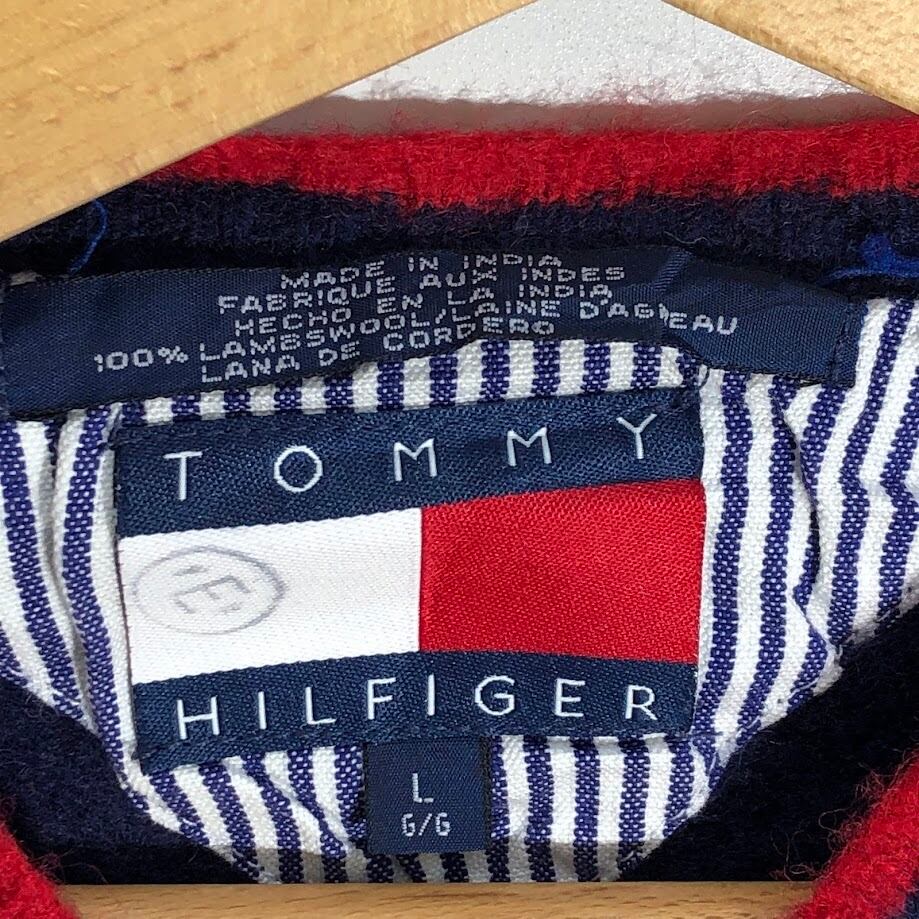 MADE IN INDIA
FABRIQUE AUX INDES
HECHO EN LA INDIA
100% LAMBSWOOL/LAINE D'AGNEAU
LANA DE CORDERO
TOMMY
E
HILFIGER
L
G/G